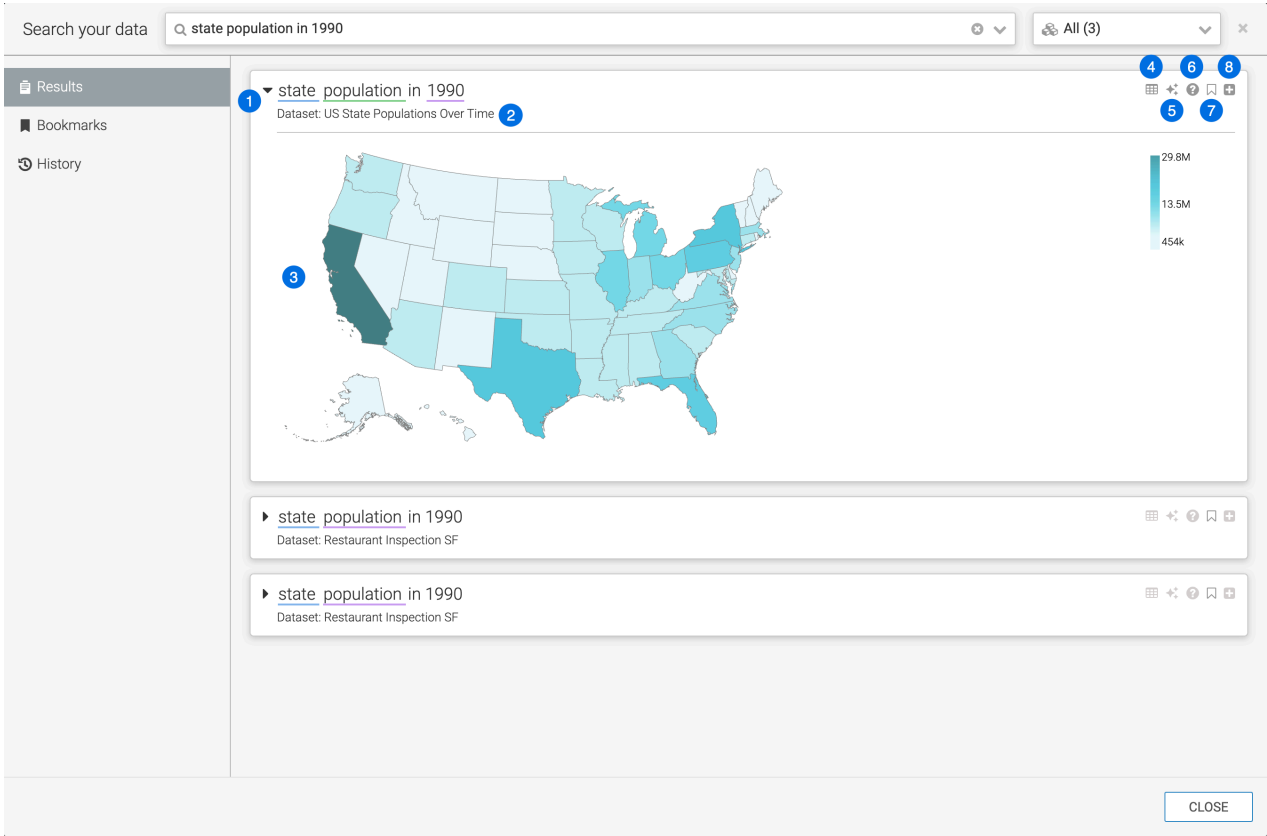 Search your data
state population in 1990
All (3)
Results
Bookmarks
History
4
6
8
1
state population in 1990
5
7
Dataset: US State Populations Over Time
2
29.8M
13.5M
454k
3
state population in 1990
Dataset: Restaurant Inspection SF
state population in 1990
Dataset: Restaurant Inspection SF
CLOSE